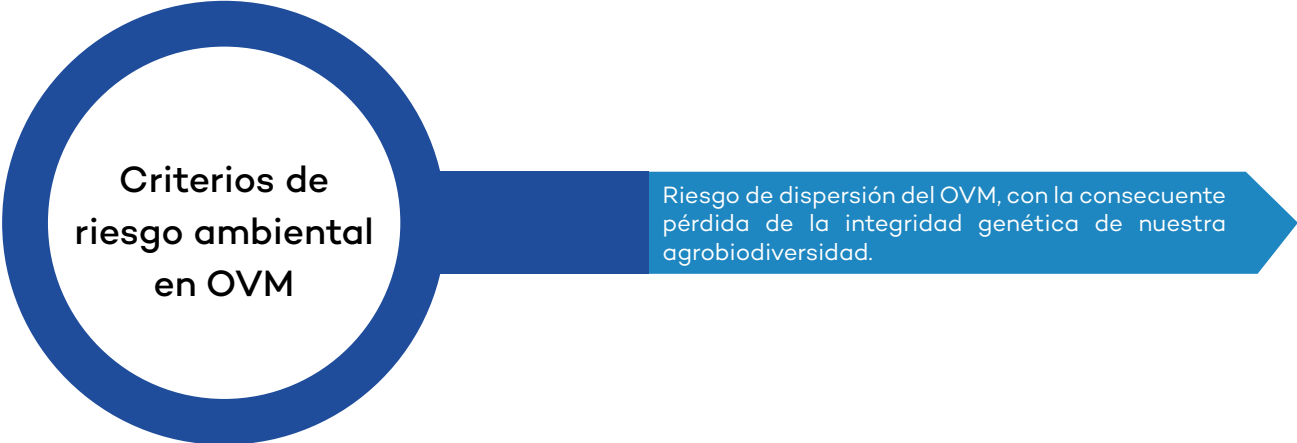 Criterios de
riesgo ambiental
en OVM
Riesgo de dispersión del OVM, con la consecuente
pérdida de la integridad genética de nuestra
agrobiodiversidad.